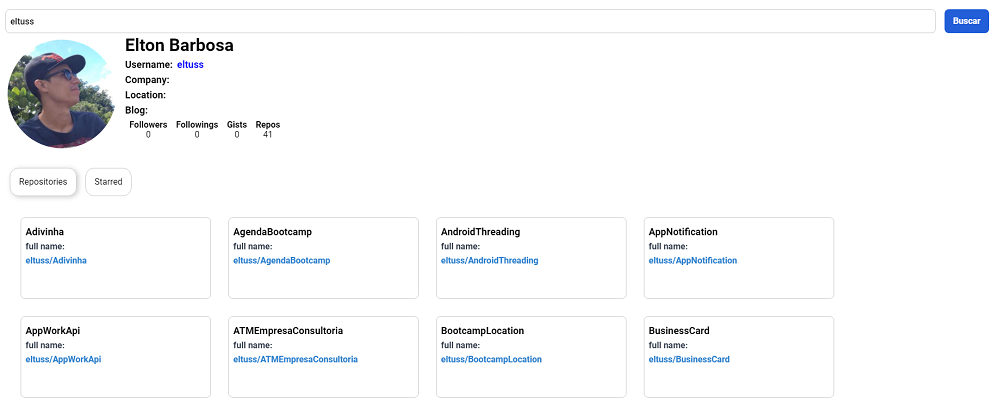 eltuss Buscar
Elton Barbosa
Username: eltuss
Company:
Location:
Blog:
Followers Followings Gists Repos
0 0 0 41
Repositories Starred
Adivinha AgendaBootcamp AndroidThreading AppNotification
full name: full name: full name: full name:
eltuss/Adivinha eltuss/AgendaBootcamp eltuss/AndroidThreading eltuss/AppNotification
AppWorkApi ATMEmpresaConsultoria BootcampLocation BusinessCard
full name: full name: full name: full name:
eltuss/AppWorkApi eltuss/ATMEmpresaConsultoria eltuss/BootcampLocation eltuss/BusinessCard